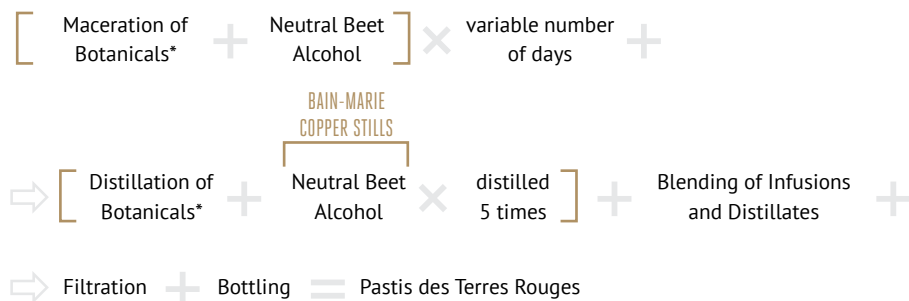 Maceration of Botanicals* + Neutral Beet Alcohol × variable number of days +
BAIN-MARIE
COPPER STILLS
Distillation of Botanicals* + Neutral Beet Alcohol × distilled 5 times + Blending of Infusions and Distillates +
Filtration + Bottling = Pastis des Terres Rouges